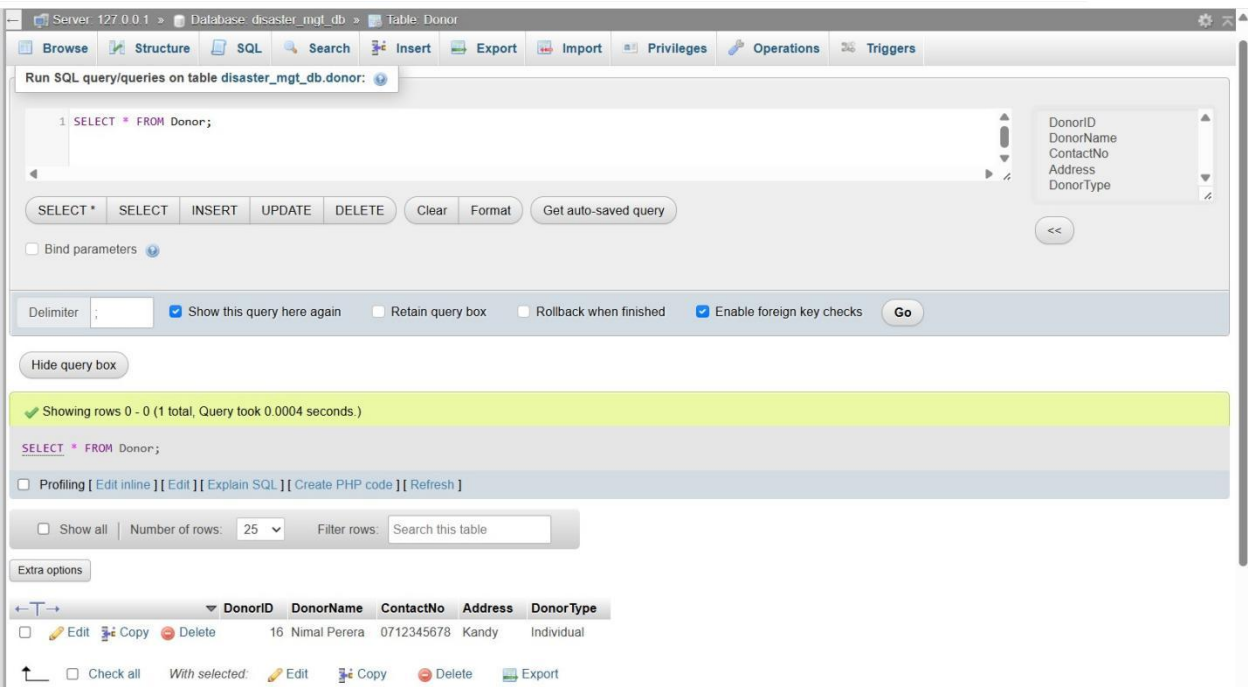 Server: 127.0.0.1 » Database: disaster_mgt_db » Table: Donor
Browse Structure SQL Search Insert Export Import Privileges Operations Triggers
Run SQL query/queries on table disaster_mgt_db.donor:
1 SELECT * FROM Donor;
DonorID
DonorName
ContactNo
Address
DonorType
SELECT * SELECT INSERT UPDATE DELETE Clear Format Get auto-saved query
<<
Bind parameters
Delimiter ; Show this query here again Retain query box Rollback when finished Enable foreign key checks Go
Hide query box
Showing rows 0 - 0 (1 total, Query took 0.0004 seconds.)
SELECT * FROM Donor;
Profiling [ Edit inline ] [ Edit ] [ Explain SQL ] [ Create PHP code ] [ Refresh ]
Show all | Number of rows: 25 Filter rows: Search this table
Extra options
←T→ DonorID DonorName ContactNo Address DonorType
Edit Copy Delete 16 Nimal Perera 0712345678 Kandy Individual
Check all With selected: Edit Copy Delete Export